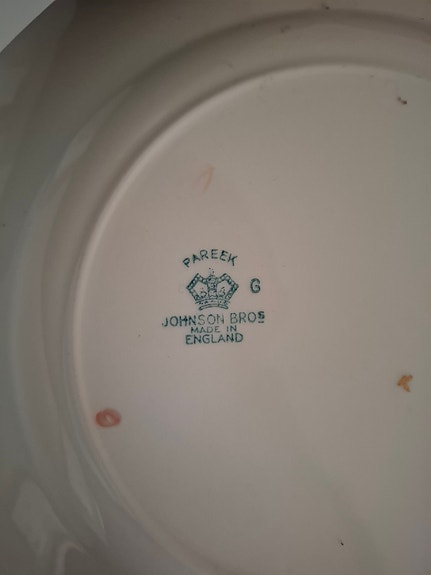 PAREEK
G
JOHNSON BROS
MADE IN
ENGLAND